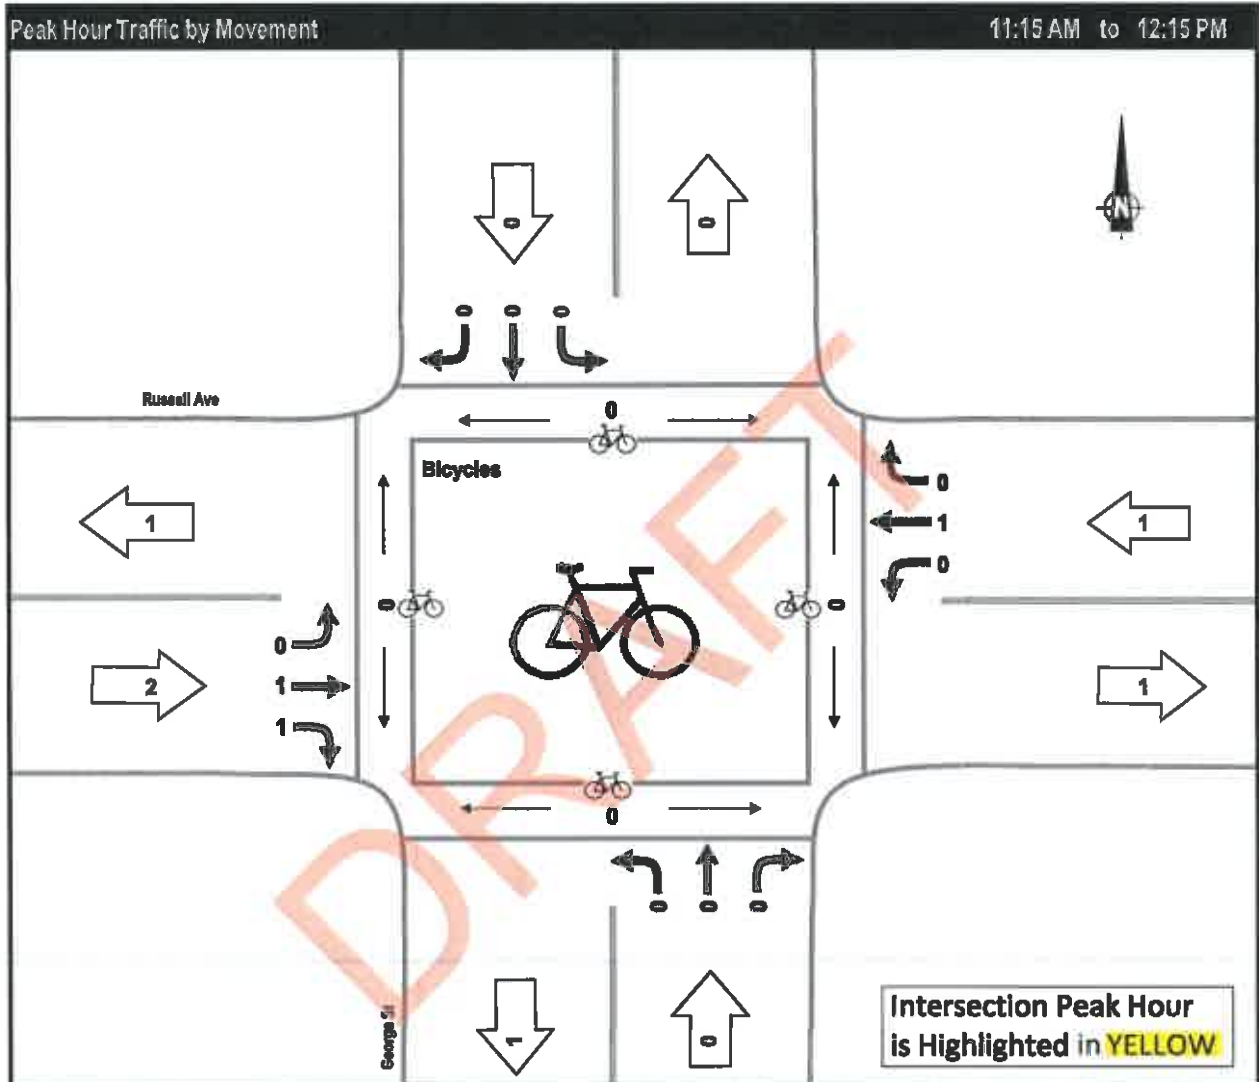 Peak Hour Traffic by Movement 11:15 AM to 12:15 PM
N
0 0
0 0 0
Russell Ave
0
Bicycles
0
1 1 1
0
0 0
0
2 1 1
1
0
0 0 0
George St
1 0
DRAFT
Intersection Peak Hour
is Highlighted in YELLOW